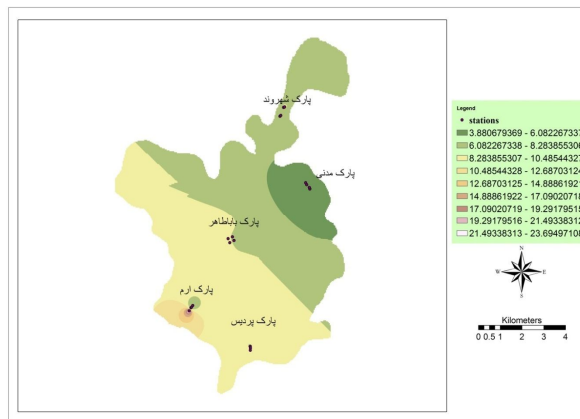 پارک شهروند
پارک مدنی
پارک باباطاهر
پارک ارم
پارک پردیس
Legend
stations
3.880679369 - 6.082267337
6.082267338 - 8.283855306
8.283855307 - 10.48544327
10.48544328 - 12.68703124
12.68703125 - 14.88861921
14.88861922 - 17.09020718
17.09020719 - 19.29179515
19.29179516 - 21.49338312
21.49338313 - 23.69497108
N
W
E
S
Kilometers
0 0.5 1 2 3 4